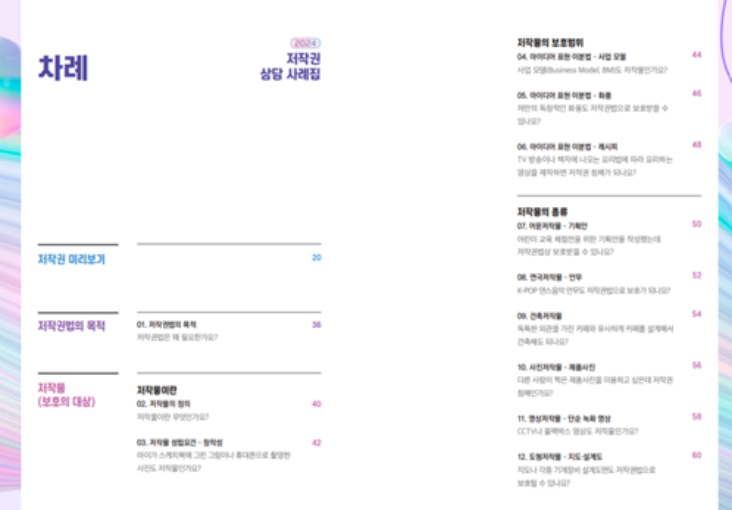 차례
2024
저작권
상담 사례집
저작권 미리보기 20
저작권법의 목적
01. 저작권법의 목적 36
저작권법은 왜 필요한가요?
저작물
(보호의 대상)
저작물이란
02. 저작물의 정의 40
저작물이란 무엇인가요?
03. 저작물 성립요건 - 창작성 42
아이가 스케치북에 그린 그림이나 휴대폰으로 촬영한
사진도 저작물인가요?
저작물의 보호범위
04. 아이디어 표현 이분법 - 사업 모델 44
사업 모델(Business Model, BM)도 저작물인가요?
05. 아이디어 표현 이분법 - 화풍 46
저만의 독창적인 화풍도 저작권법으로 보호받을 수
있나요?
06. 아이디어 표현 이분법 - 레시피 48
TV 방송이나 책자에 나오는 요리법에 따라 요리하는
영상을 제작하면 저작권 침해가 되나요?
저작물의 종류
07. 어문저작물 - 기획안 50
어린이 교육 체험전을 위한 기획안을 작성했는데
저작권법상 보호받을 수 있나요?
08. 연극저작물 - 안무 52
K-POP 댄스음악 안무도 저작권법으로 보호가 되나요?
09. 건축저작물 54
독특한 외관을 가진 카페와 유사하게 카페를 설계해서
건축해도 되나요?
10. 사진저작물 - 제품사진 56
다른 사람이 찍은 제품사진을 이용하고 싶은데 저작권
침해인가요?
11. 영상저작물 - 단순 녹화 영상 58
CCTV나 블랙박스 영상도 저작물인가요?
12. 도형저작물 - 지도·설계도 60
지도나 각종 기계장비 설계도면도 저작권법으로
보호될 수 있나요?